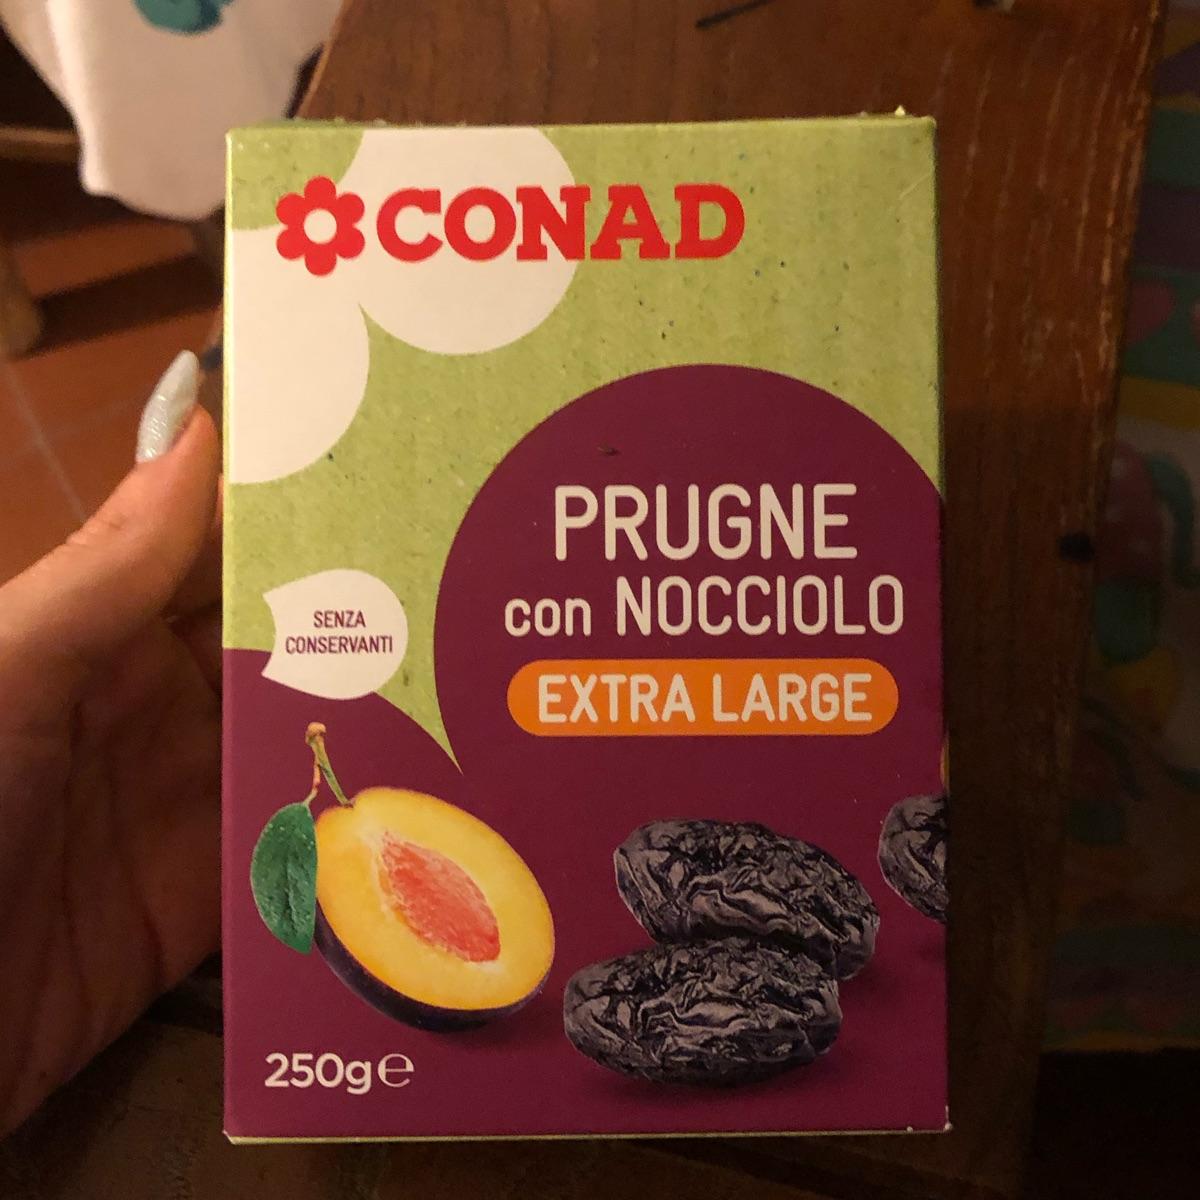 CONAD
PRUGNE
con NOCCIOLO
EXTRA LARGE
SENZA
CONSERVANTI
250g℮